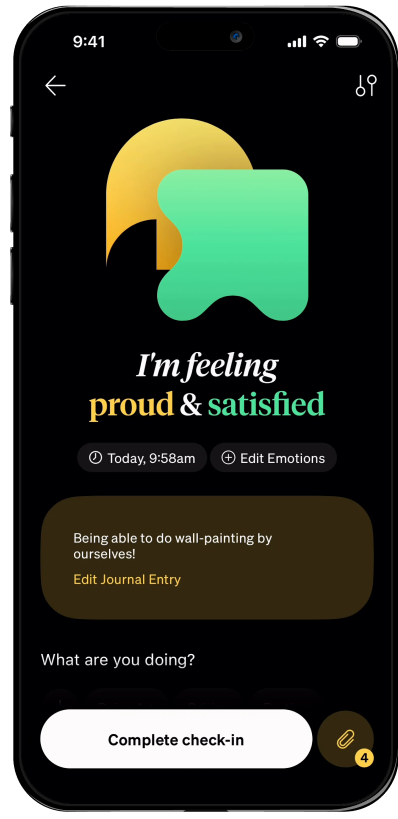 9:41
I'm feeling
proud & satisfied
Today, 9:58am
Edit Emotions
Being able to do wall-painting by
ourselves!
Edit Journal Entry
What are you doing?
Complete check-in
4